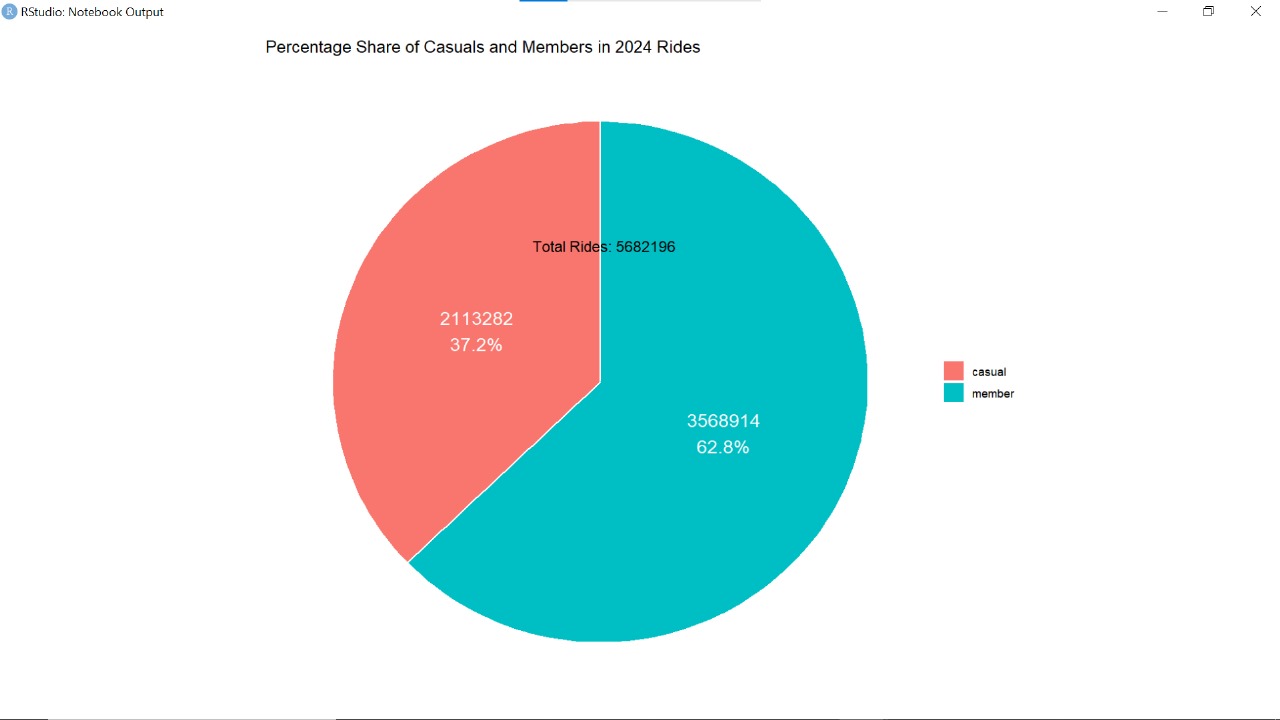 RStudio: Notebook Output
Percentage Share of Casuals and Members in 2024 Rides
Total Rides: 5682196
2113282
37.2%
casual
member
3568914
62.8%